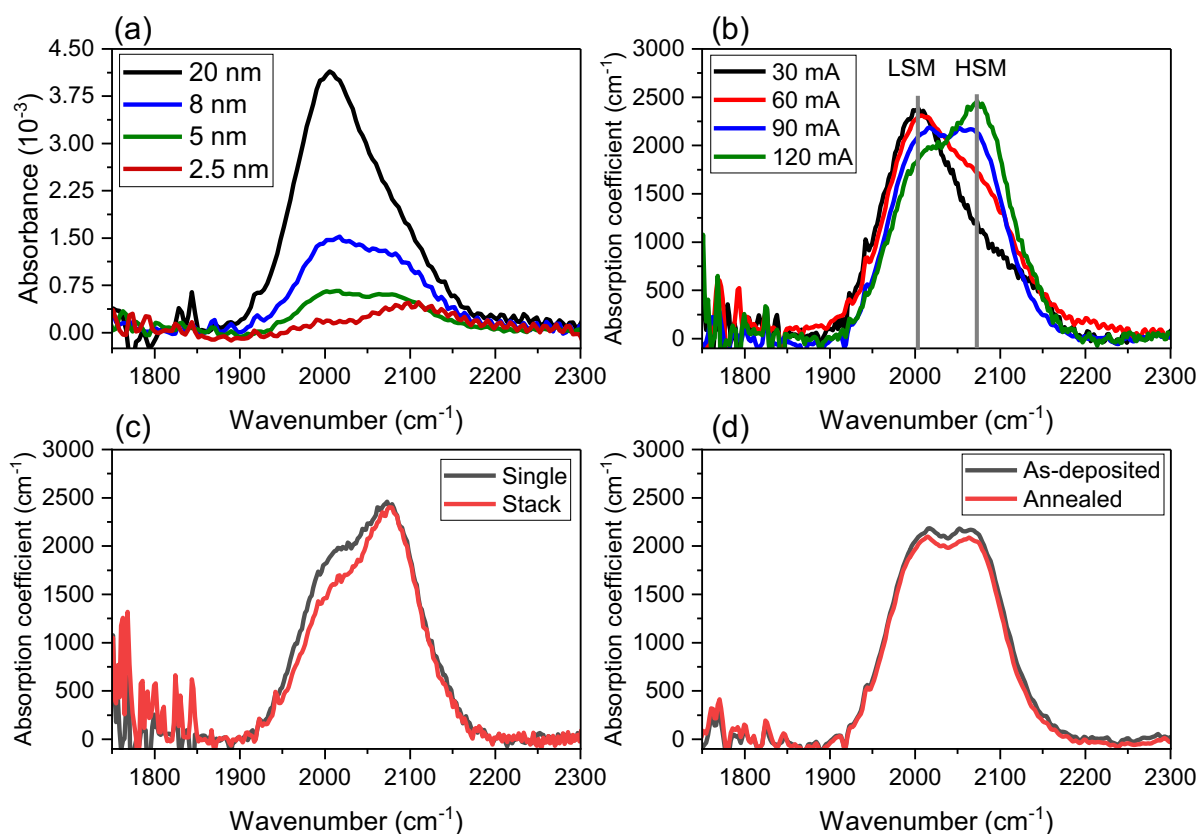 (a)
Absorbance (10⁻³)
4.50
3.75
3.00
2.25
1.50
0.75
0.00
20 nm
8 nm
5 nm
2.5 nm
1800 1900 2000 2100 2200 2300
Wavenumber (cm⁻¹)
(b)
Absorption coefficient (cm⁻¹)
3000
2500
2000
1500
1000
500
0
30 mA
60 mA
90 mA
120 mA
LSM HSM
1800 1900 2000 2100 2200 2300
Wavenumber (cm⁻¹)
(c)
Absorption coefficient (cm⁻¹)
3000
2500
2000
1500
1000
500
0
Single
Stack
1800 1900 2000 2100 2200 2300
Wavenumber (cm⁻¹)
(d)
Absorption coefficient (cm⁻¹)
3000
2500
2000
1500
1000
500
0
As-deposited
Annealed
1800 1900 2000 2100 2200 2300
Wavenumber (cm⁻¹)